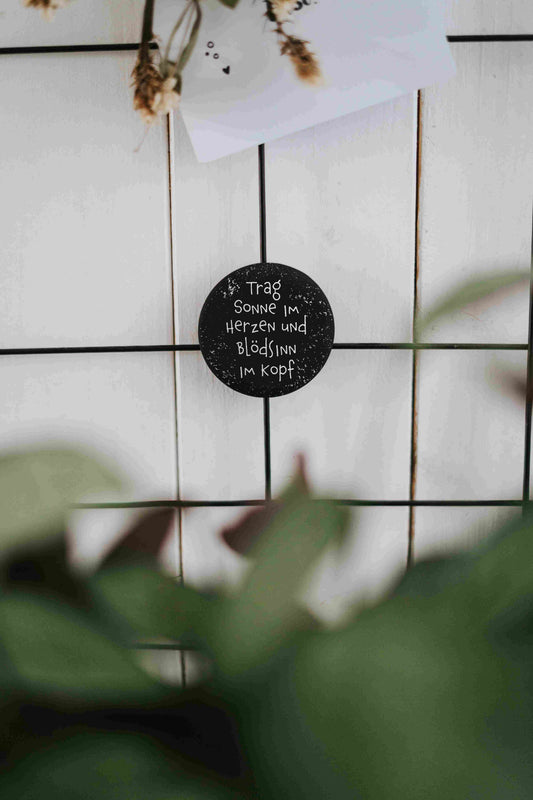 Trag
Sonne im
Herzen und
Blödsinn
im Kopf